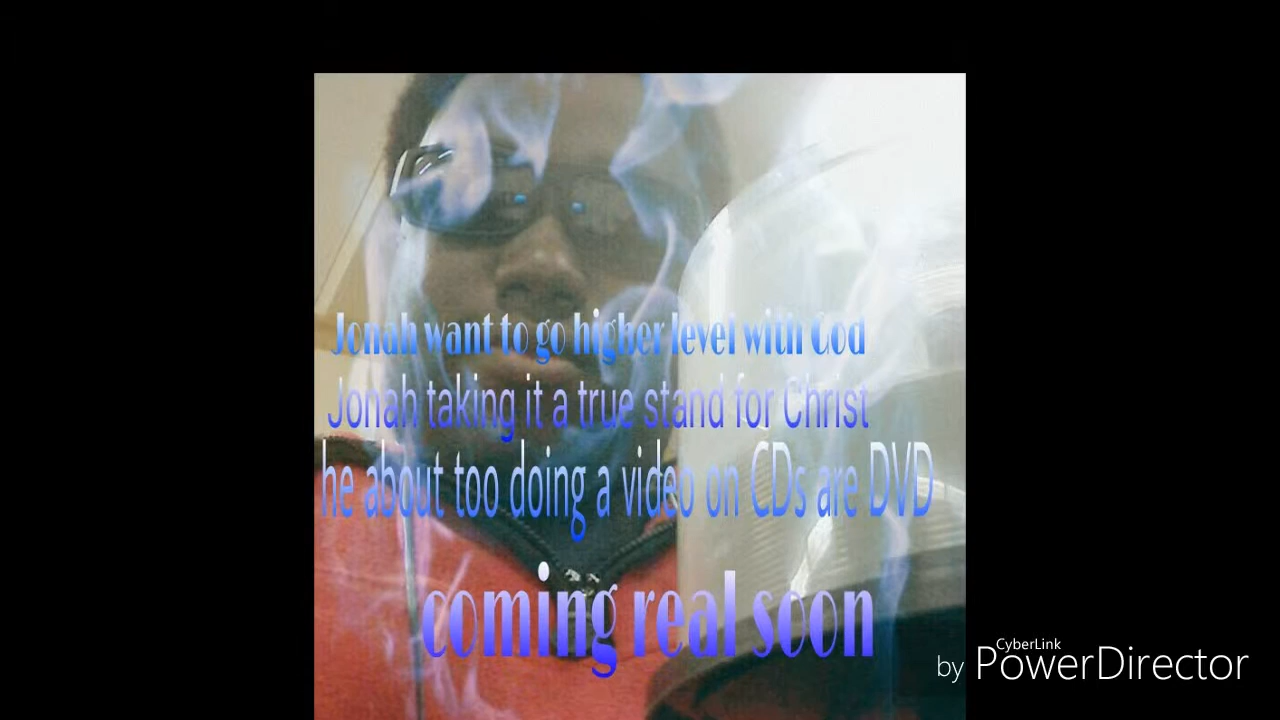 Jonah want to go higher level with God
Jonah taking it a true stand for Christ
he about too doing a video on CDs are DVD
coming real soon
CyberLink
by PowerDirector